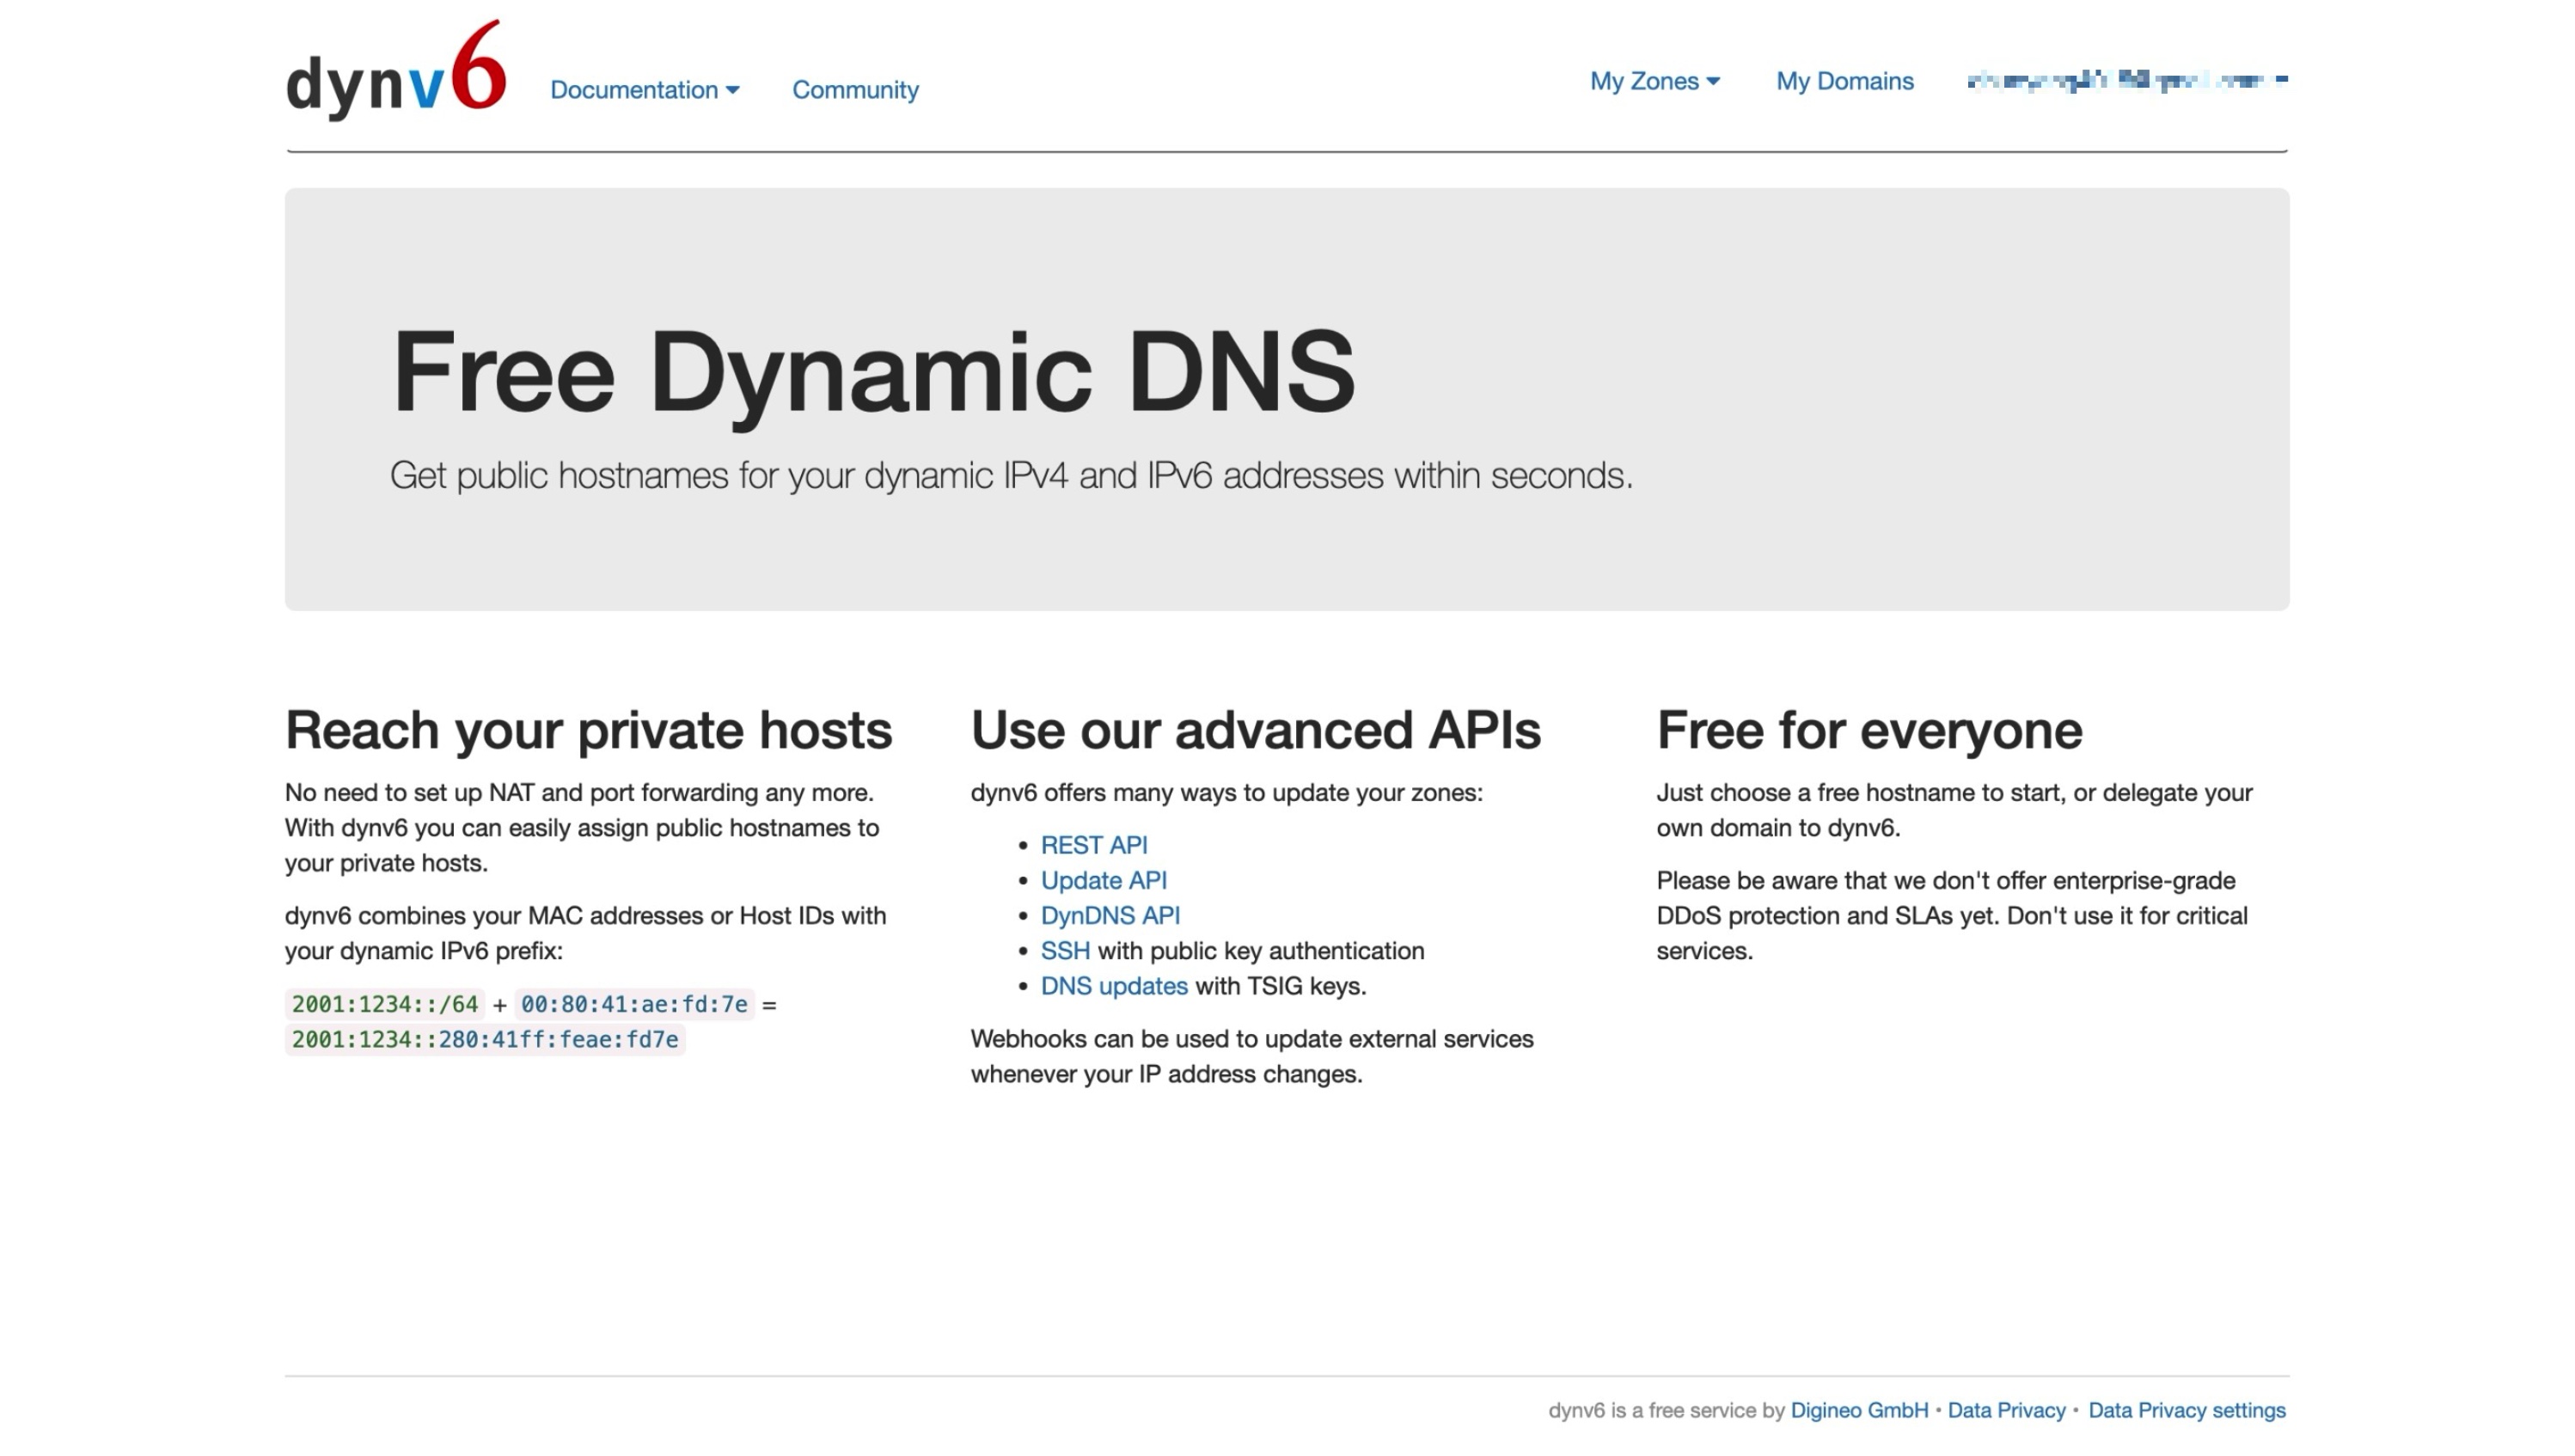 dynv6
Documentation
Community
My Zones
My Domains
Free Dynamic DNS
Get public hostnames for your dynamic IPv4 and IPv6 addresses within seconds.
Reach your private hosts
No need to set up NAT and port forwarding any more.
With dynv6 you can easily assign public hostnames to
your private hosts.
dynv6 combines your MAC addresses or Host IDs with
your dynamic IPv6 prefix:
2001:1234::/64 + 00:80:41:ae:fd:7e =
2001:1234::280:41ff:feae:fd7e
Use our advanced APIs
dynv6 offers many ways to update your zones:
• REST API
• Update API
• DynDNS API
• SSH with public key authentication
• DNS updates with TSIG keys.
Webhooks can be used to update external services
whenever your IP address changes.
Free for everyone
Just choose a free hostname to start, or delegate your
own domain to dynv6.
Please be aware that we don't offer enterprise-grade
DDoS protection and SLAs yet. Don't use it for critical
services.
dynv6 is a free service by Digineo GmbH • Data Privacy • Data Privacy settings